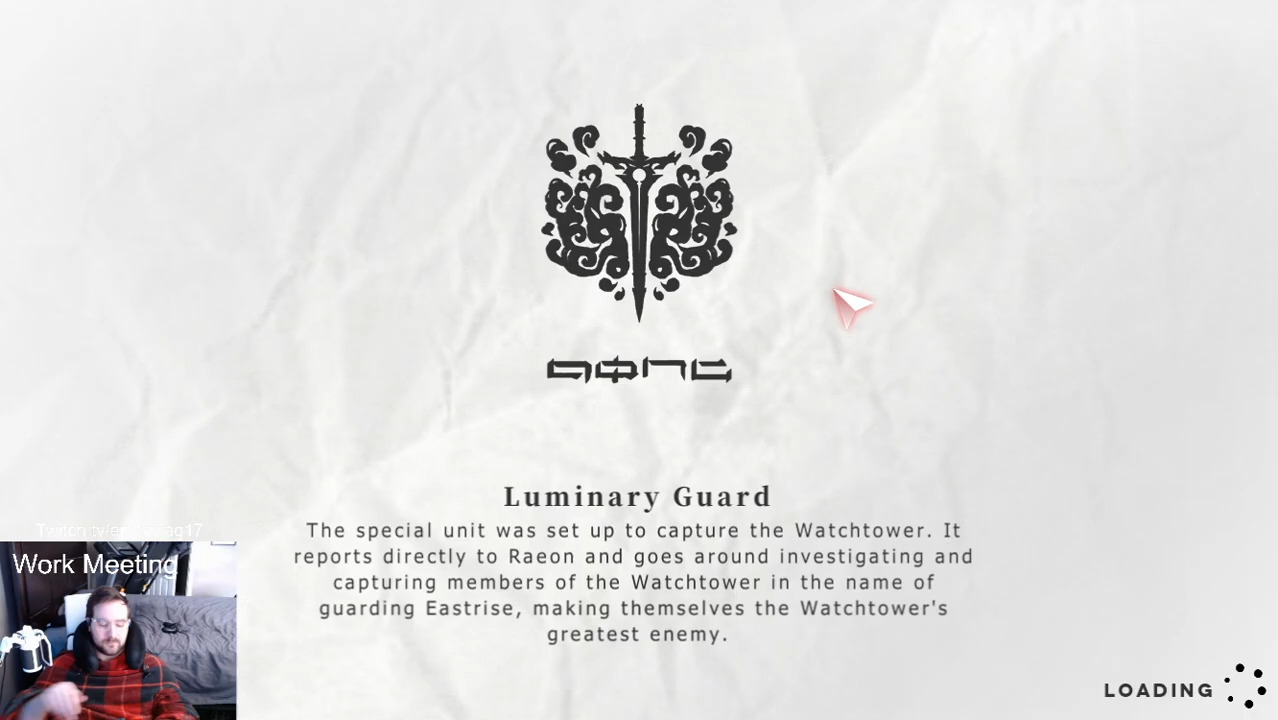 Luminary Guard
The special unit was set up to capture the Watchtower. It
reports directly to Raeon and goes around investigating and
capturing members of the Watchtower in the name of
guarding Eastrise, making themselves the Watchtower's
greatest enemy.
Work Meeting
LOADING